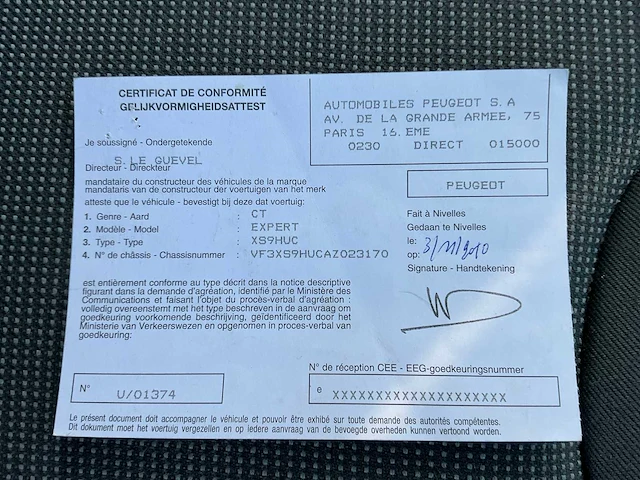 CERTIFICAT DE CONFORMITÉ
GELIJKVORMIGHEIDSATTEST
AUTOMOBILES PEUGEOT S.A
AV. DE LA GRANDE ARMEE, 75
PARIS 16.EME
0230 DIRECT 015000
Je soussigné - Ondergetekende
S. LE GUEVEL
Directeur - Direckteur
mandataire du constructeur des véhicules de la marque
mandataris van de constructeur der voertuigen van het merk
PEUGEOT
atteste que le véhicule - bevestigt bij deze dat voertuig:
1. Genre - Aard : CT
2. Modèle - Model : EXPERT
3. Type - Type : XS9HUC
4. N° de châssis - Chassisnummer : VF3XS9HUCAZ023170
Fait à Nivelles
Gedaan te Nivelles
le:
op: 3/11/2010
Signature - Handtekening
est entièrement conforme au type décrit dans la notice descriptive
figurant dans la demande d'agréation, identifié par le Ministère des
Communications et faisant l'objet du procès-verbal d'agréation :
volledig overeenstemt met het type beschreven in de aanvraag om
goedkeuring voorkomende beschrijving, geïdentificeerd door het
Ministerie van Verkeerswezen en opgenomen in proces-verbal van
goedkeuring:
N° U/01374
N° de réception CEE - EEG-goedkeuringsnummer
e XXXXXXXXXXXXXXXXXXXX
Le présent document doit accompagner le véhicule et pouvoir être exhibé sur toute demande des autorités compétentes.
Dit document moet het voertuig vergezellen en op iedere aanvraag van de bevoegde overheden kunnen vertoond worden.